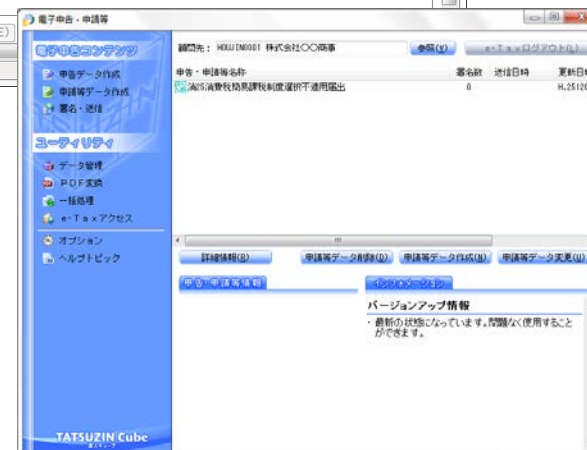 E)
電子申告・申請等
電子申告コンテンツ
申告データ作成
申請等データ作成
署名・送信
ユーティリティ
データ管理
PDF変換
一括処理
e-Taxアクセス
オプション
ヘルプトピック
TATSUZIN Cube
顧問先: HOUJIN0001 株式会社○○商事
参照(Y)
e-Taxログアウト(L)
申告・申請等名称 署名数 送信日時 更新日時
消25消費税簡易課税制度選択不適用届出 0 H.25120
詳細情報(R)
申請等データ削除(D)
申請等データ作成(N)
申請等データ変更(U)
申告・申請等情報
インフォメーション
バージョンアップ情報
・最新の状態になっています。問題なく使用すること
ができます。